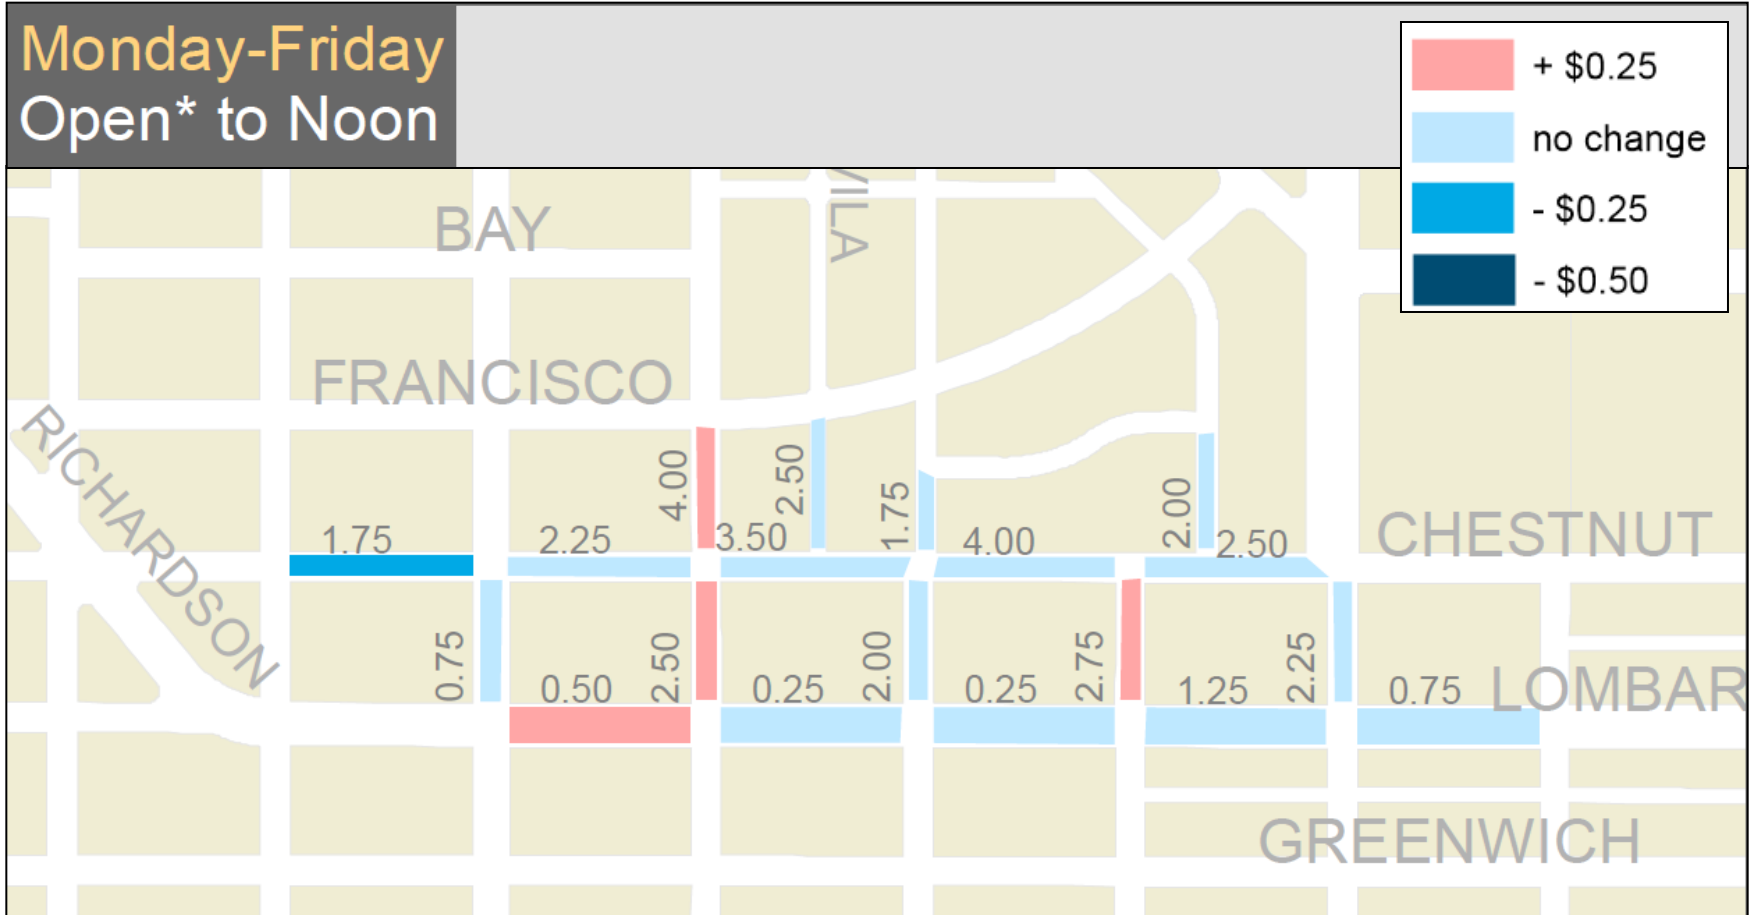 Monday-Friday
Open* to Noon
+ $0.25
no change
- $0.25
- $0.50
VILA
BAY
FRANCISCO
RICHARDSON
4.00
2.50
1.75
2.00
1.75
2.25
3.50
4.00
2.50
CHESTNUT
0.75
2.50
2.00
2.75
2.25
0.50
0.25
0.25
1.25
0.75
LOMBAR
GREENWICH